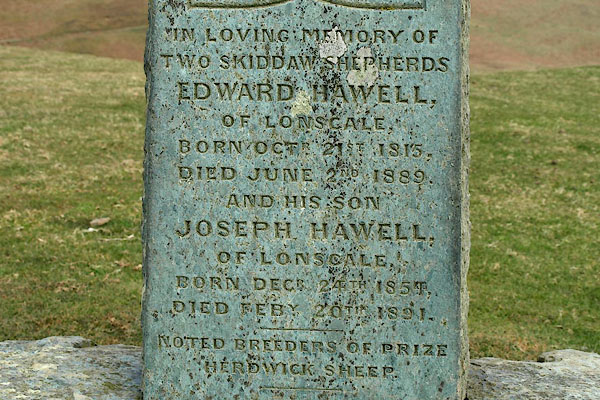 IN LOVING MEMORY OF
TWO SKIDDAW SHEPHERDS
EDWARD HAWELL,
OF LONSCALE,
BORN OCTR 21ST 1815,
DIED JUNE 2ND 1889
AND HIS SON
JOSEPH HAWELL,
OF LONSCALE,
BORN DECR 24TH 1854,
DIED FEBY 20TH 1891.
NOTED BREEDERS OF PRIZE
HERDWICK SHEEP.